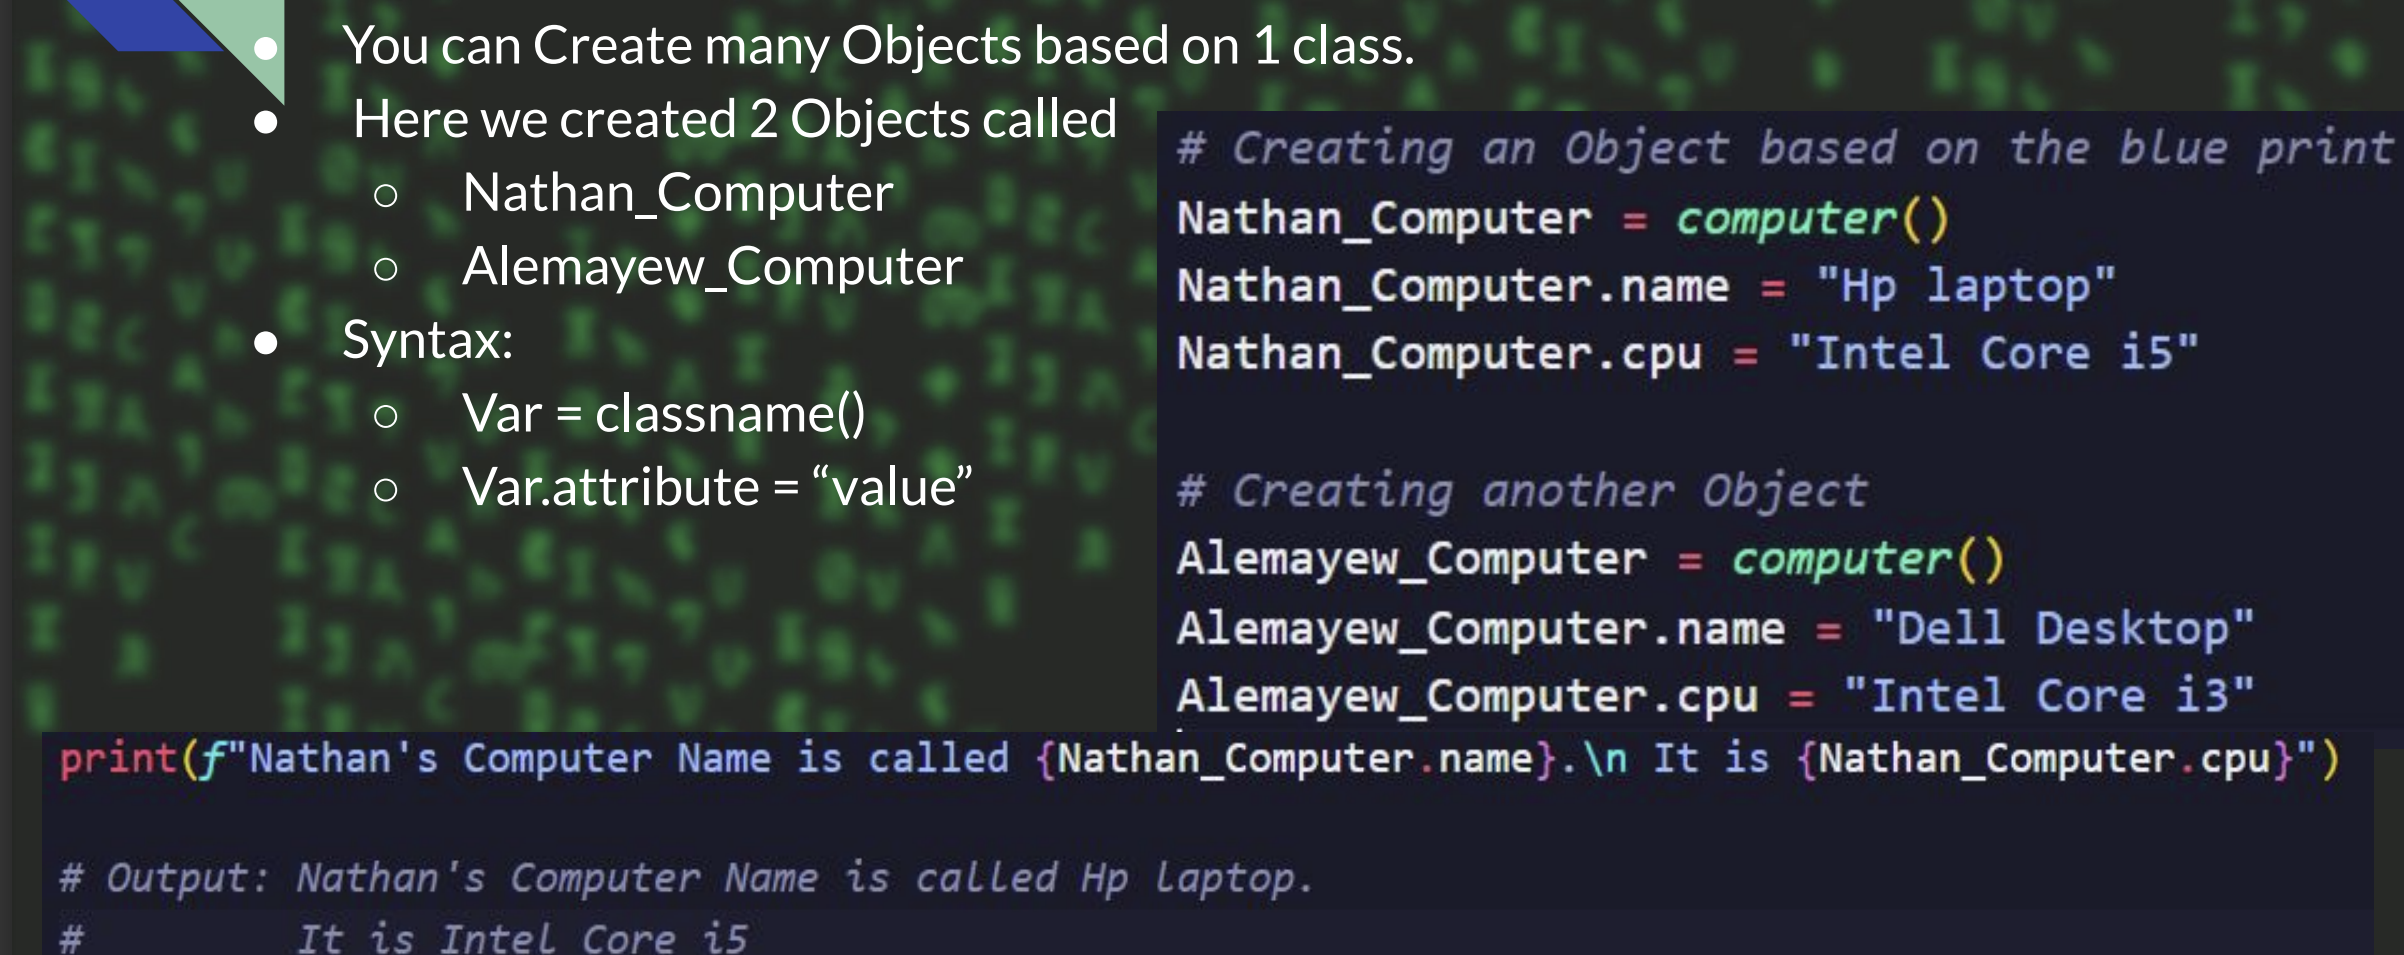 ● You can Create many Objects based on 1 class.
● Here we created 2 Objects called
○ Nathan_Computer
○ Alemayew_Computer
● Syntax:
○ Var = classname()
○ Var.attribute = “value”
# Creating an Object based on the blue print
Nathan_Computer = computer()
Nathan_Computer.name = "Hp laptop"
Nathan_Computer.cpu = "Intel Core i5"
# Creating another Object
Alemayew_Computer = computer()
Alemayew_Computer.name = "Dell Desktop"
Alemayew_Computer.cpu = "Intel Core i3"
print(f"Nathan's Computer Name is called {Nathan_Computer.name}.\n It is {Nathan_Computer.cpu}")
# Output: Nathan's Computer Name is called Hp laptop.
# It is Intel Core i5